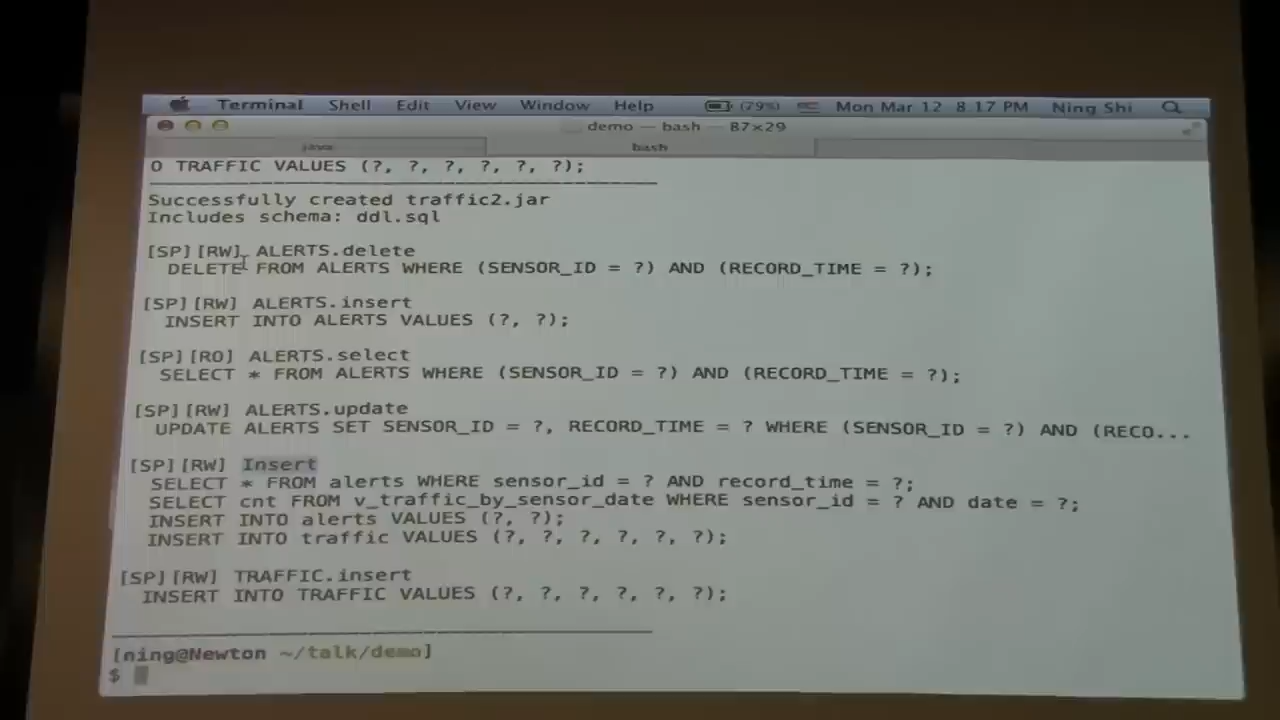 Terminal Shell Edit View Window Help (79%) Mon Mar 12 8:17 PM Ning Shi
demo — bash — 87×29
java bash
O TRAFFIC VALUES (?, ?, ?, ?, ?, ?);
Successfully created traffic2.jar
Includes schema: ddl.sql
[SP][RW] ALERTS.delete
DELETE FROM ALERTS WHERE (SENSOR_ID = ?) AND (RECORD_TIME = ?);
[SP][RW] ALERTS.insert
INSERT INTO ALERTS VALUES (?, ?);
[SP][RO] ALERTS.select
SELECT * FROM ALERTS WHERE (SENSOR_ID = ?) AND (RECORD_TIME = ?);
[SP][RW] ALERTS.update
UPDATE ALERTS SET SENSOR_ID = ?, RECORD_TIME = ? WHERE (SENSOR_ID = ?) AND (RECO...
[SP][RW] Insert
SELECT * FROM alerts WHERE sensor_id = ? AND record_time = ?;
SELECT cnt FROM v_traffic_by_sensor_date WHERE sensor_id = ? AND date = ?;
INSERT INTO alerts VALUES (?, ?);
INSERT INTO traffic VALUES (?, ?, ?, ?, ?, ?);
[SP][RW] TRAFFIC.insert
INSERT INTO TRAFFIC VALUES (?, ?, ?, ?, ?, ?);
[ning@Newton ~/talk/demo]
$